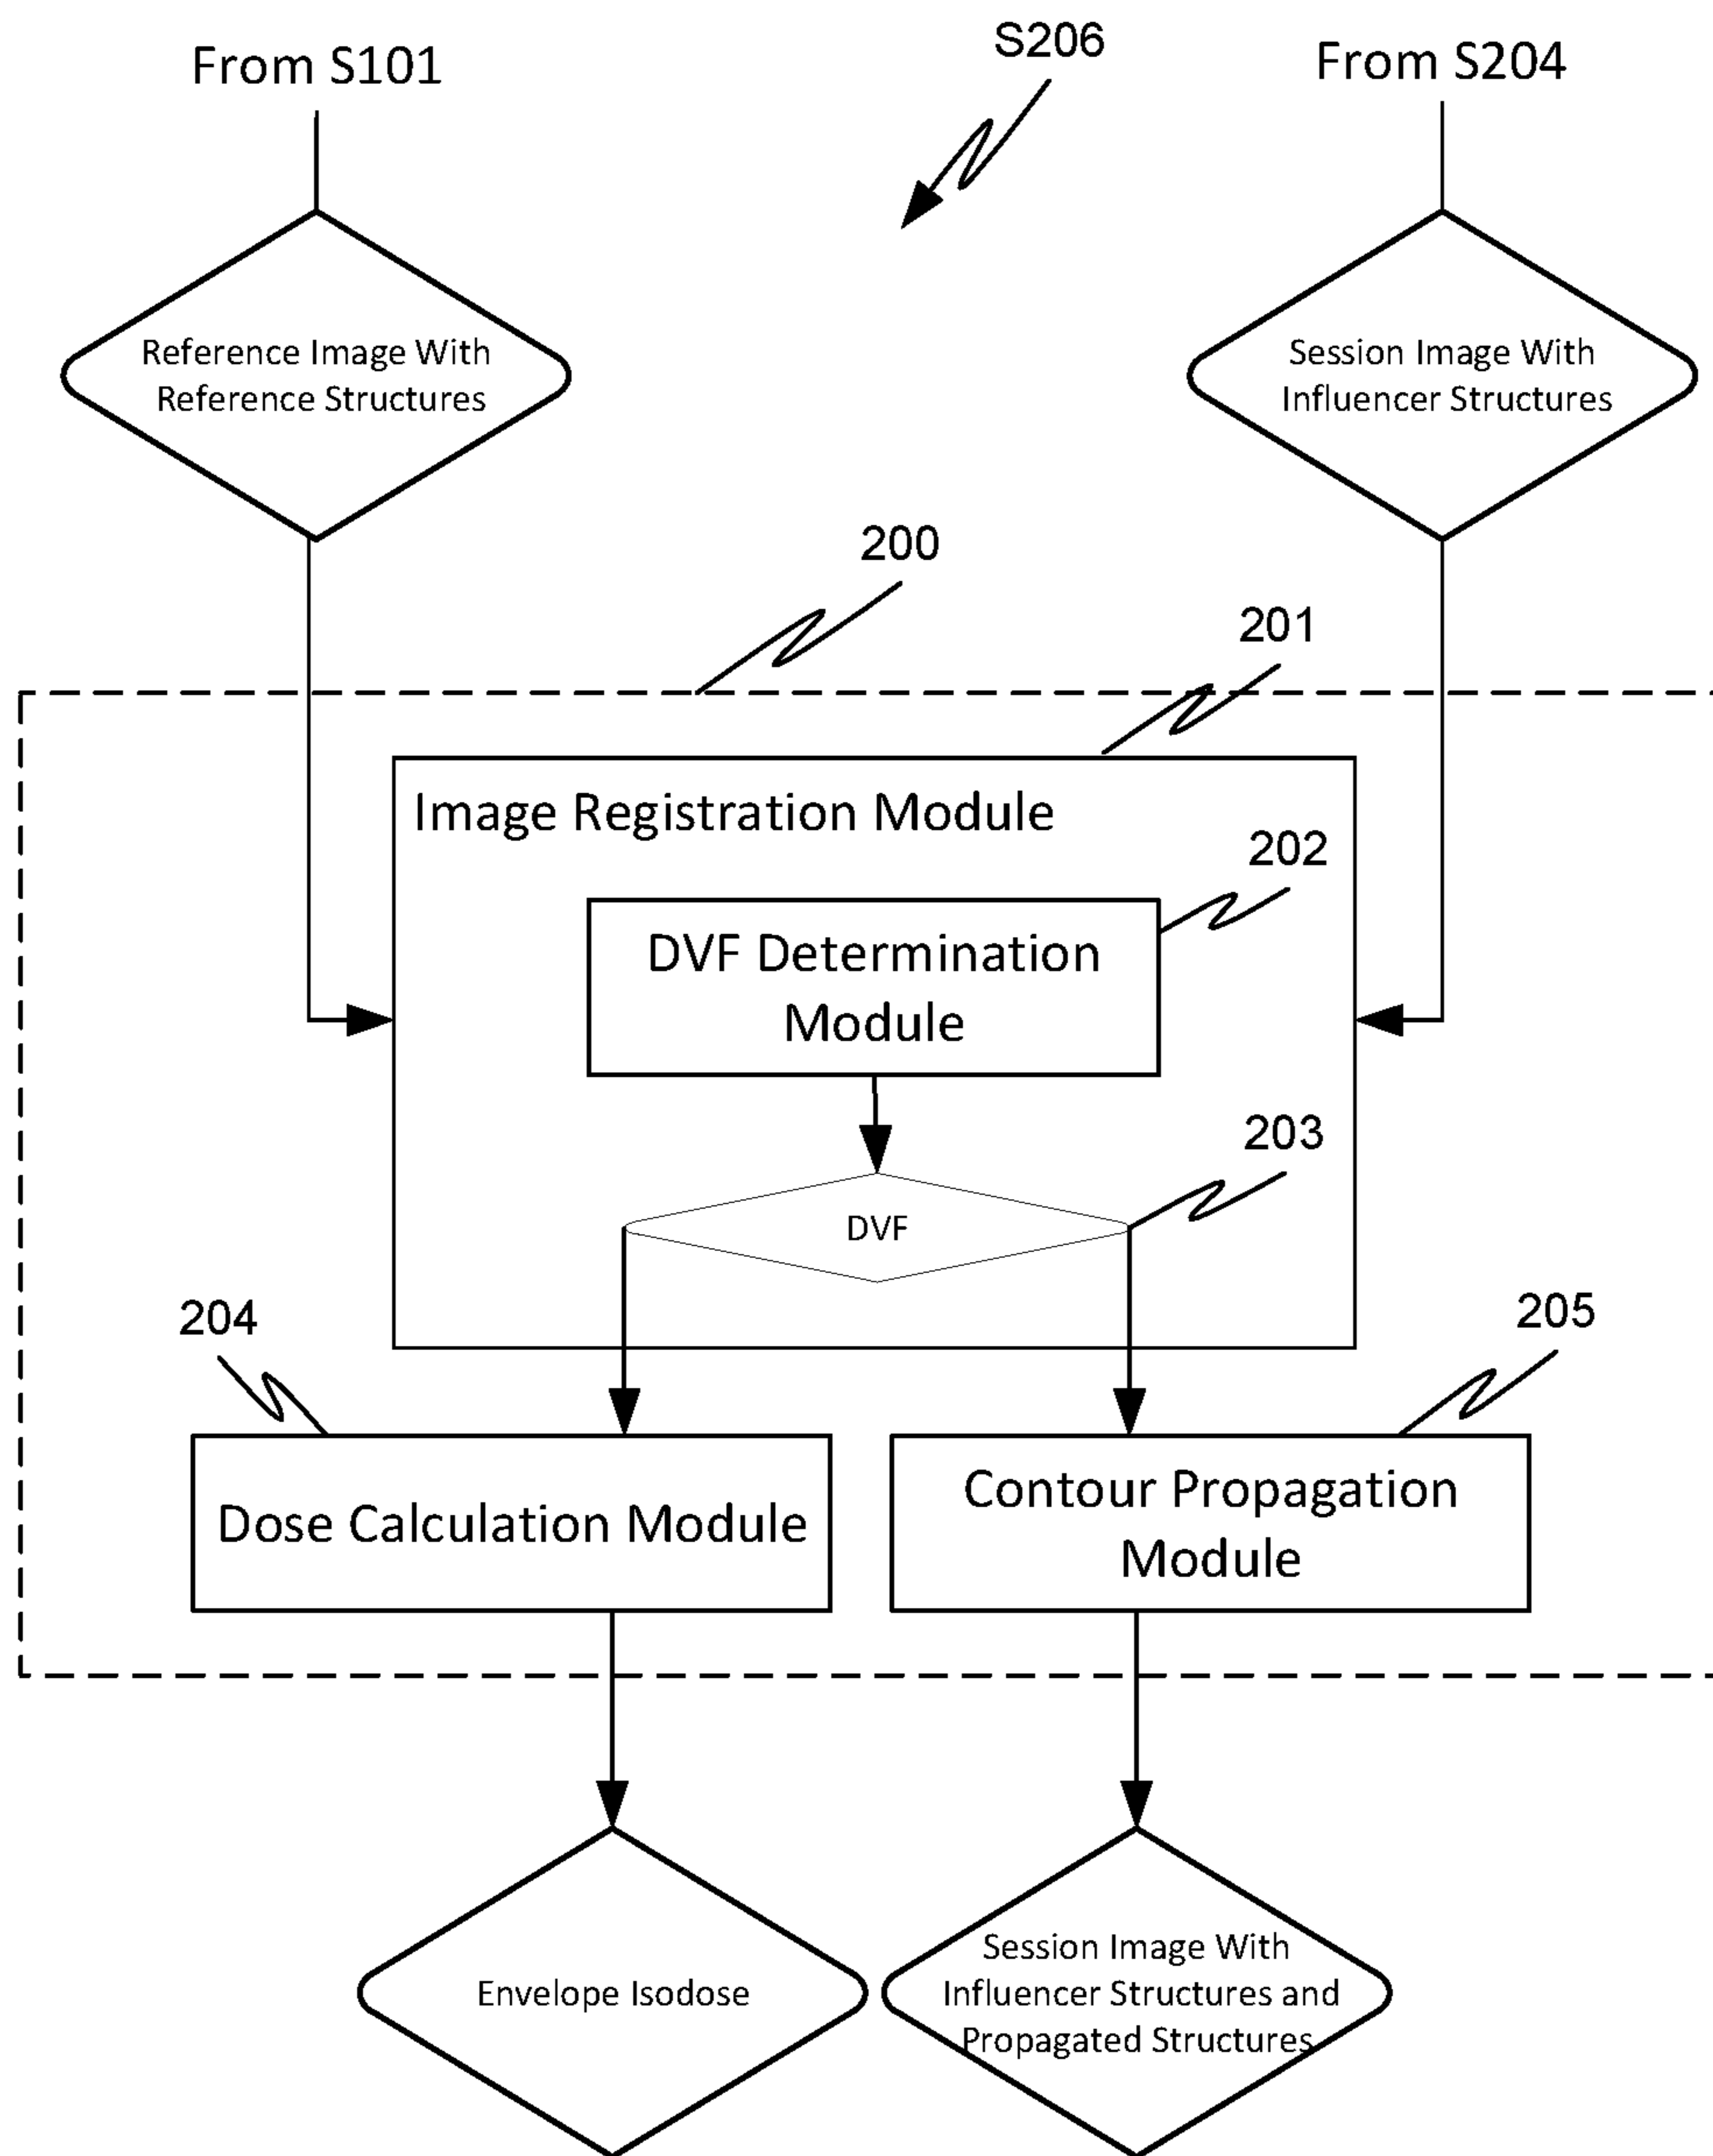 S206
From S101
From S204
Reference Image With
Reference Structures
Session Image With
Influencer Structures
200
201
Image Registration Module
202
DVF Determination
Module
203
DVF
204
205
Dose Calculation Module
Contour Propagation
Module
Envelope Isodose
Session Image With
Influencer Structures and
Propagated Structures